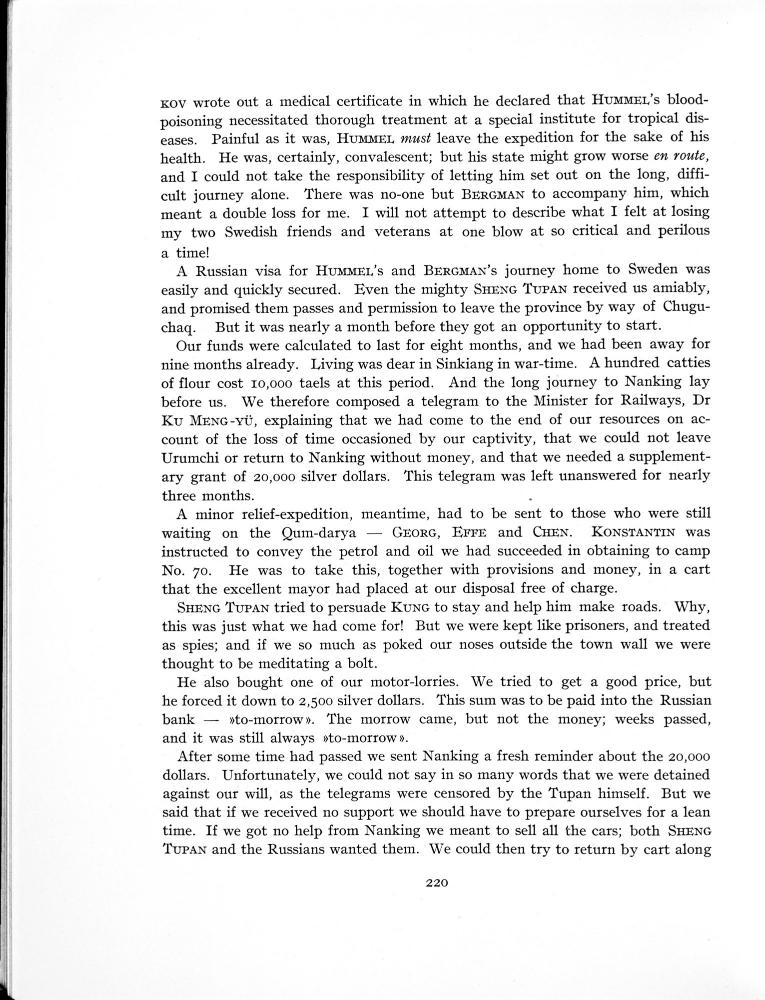 KOV wrote out a medical certificate in which he declared that HUMMEL's blood-
poisoning necessitated thorough treatment at a special institute for tropical dis-
eases. Painful as it was, HUMMEL must leave the expedition for the sake of his
health. He was, certainly, convalescent; but his state might grow worse en route,
and I could not take the responsibility of letting him set out on the long, diffi-
cult journey alone. There was no-one but BERGMAN to accompany him, which
meant a double loss for me. I will not attempt to describe what I felt at losing
my two Swedish friends and veterans at one blow at so critical and perilous
a time!
A Russian visa for HUMMEL's and BERGMAN's journey home to Sweden was
easily and quickly secured. Even the mighty SHENG TUPAN received us amiably,
and promised them passes and permission to leave the province by way of Chugu-
chaq. But it was nearly a month before they got an opportunity to start.
Our funds were calculated to last for eight months, and we had been away for
nine months already. Living was dear in Sinkiang in war-time. A hundred catties
of flour cost 10,000 taels at this period. And the long journey to Nanking lay
before us. We therefore composed a telegram to the Minister for Railways, Dr
KU MENG-YÜ, explaining that we had come to the end of our resources on ac-
count of the loss of time occasioned by our captivity, that we could not leave
Urumchi or return to Nanking without money, and that we needed a supplement-
ary grant of 20,000 silver dollars. This telegram was left unanswered for nearly
three months.
A minor relief-expedition, meantime, had to be sent to those who were still
waiting on the Qum-darya — GEORG, EFFE and CHEN. KONSTANTIN was
instructed to convey the petrol and oil we had succeeded in obtaining to camp
No. 70. He was to take this, together with provisions and money, in a cart
that the excellent mayor had placed at our disposal free of charge.
SHENG TUPAN tried to persuade KUNG to stay and help him make roads. Why,
this was just what we had come for! But we were kept like prisoners, and treated
as spies; and if we so much as poked our noses outside the town wall we were
thought to be meditating a bolt.
He also bought one of our motor-lorries. We tried to get a good price, but
he forced it down to 2,500 silver dollars. This sum was to be paid into the Russian
bank — »to-morrow». The morrow came, but not the money; weeks passed,
and it was still always »to-morrow».
After some time had passed we sent Nanking a fresh reminder about the 20,000
dollars. Unfortunately, we could not say in so many words that we were detained
against our will, as the telegrams were censored by the Tupan himself. But we
said that if we received no support we should have to prepare ourselves for a lean
time. If we got no help from Nanking we meant to sell all the cars; both SHENG
TUPAN and the Russians wanted them. We could then try to return by cart along
220